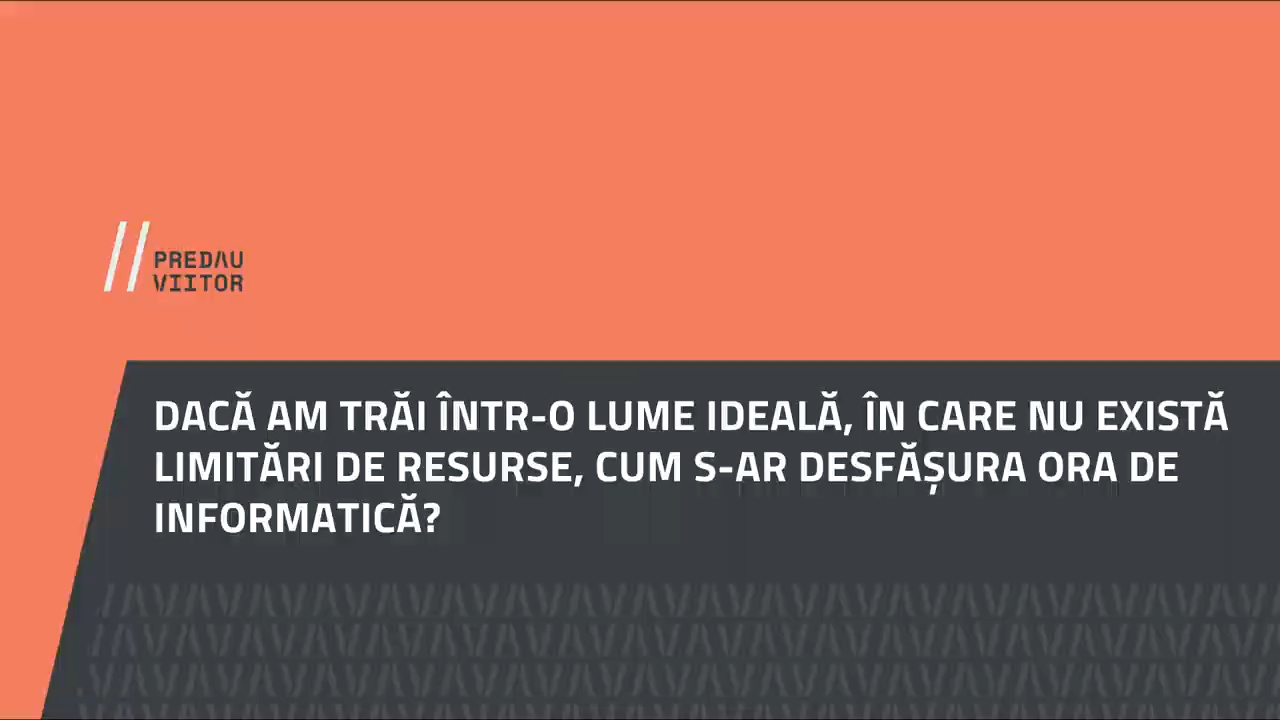 // PREDAU
VIITOR
DACĂ AM TRĂI ÎNTR-O LUME IDEALĂ, ÎN CARE NU EXISTĂ
LIMITĂRI DE RESURSE, CUM S-AR DESFĂȘURA ORA DE
INFORMATICĂ?